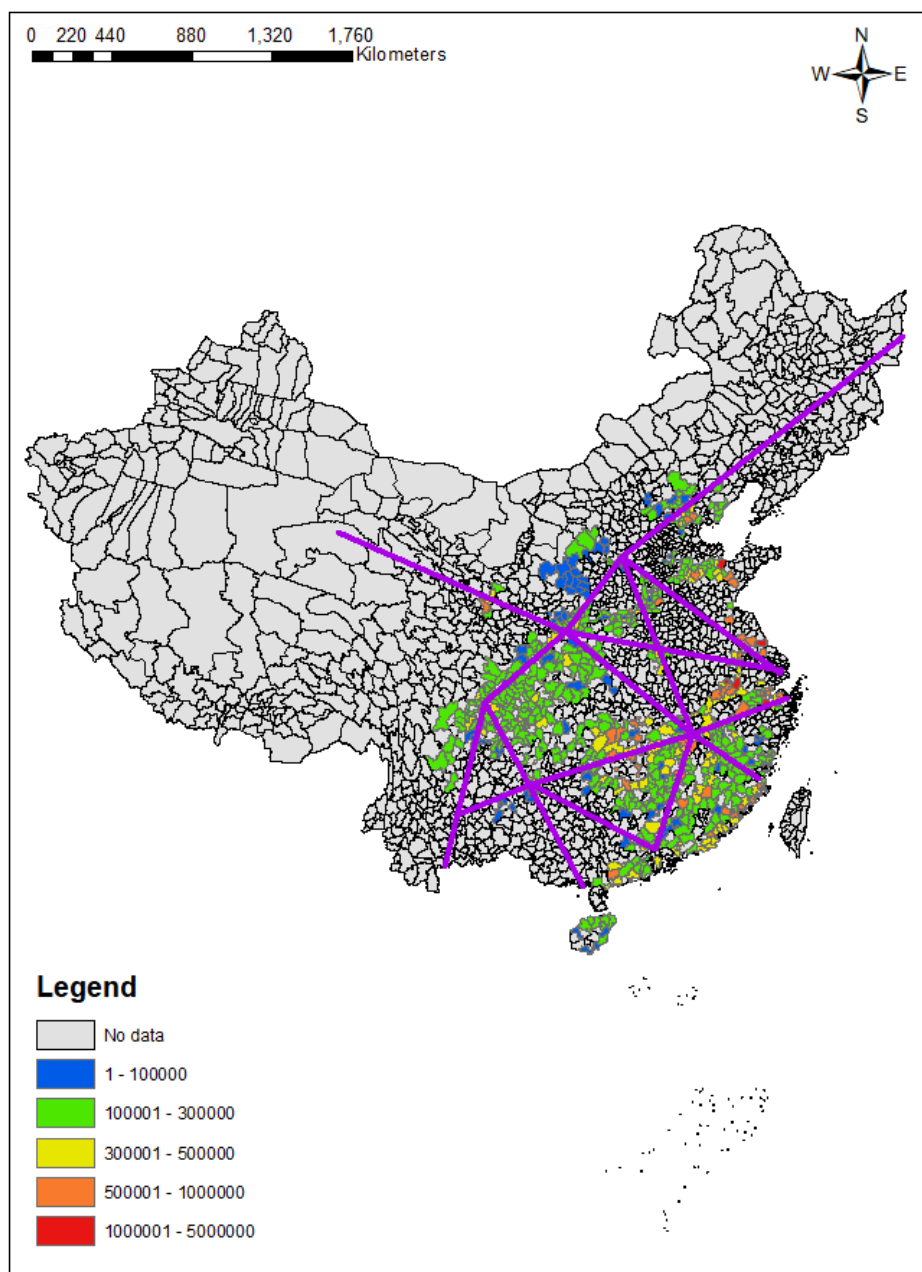 0 220 440 880 1,320 1,760
Kilometers
N
W E
S
Legend
No data
1 - 100000
100001 - 300000
300001 - 500000
500001 - 1000000
1000001 - 5000000